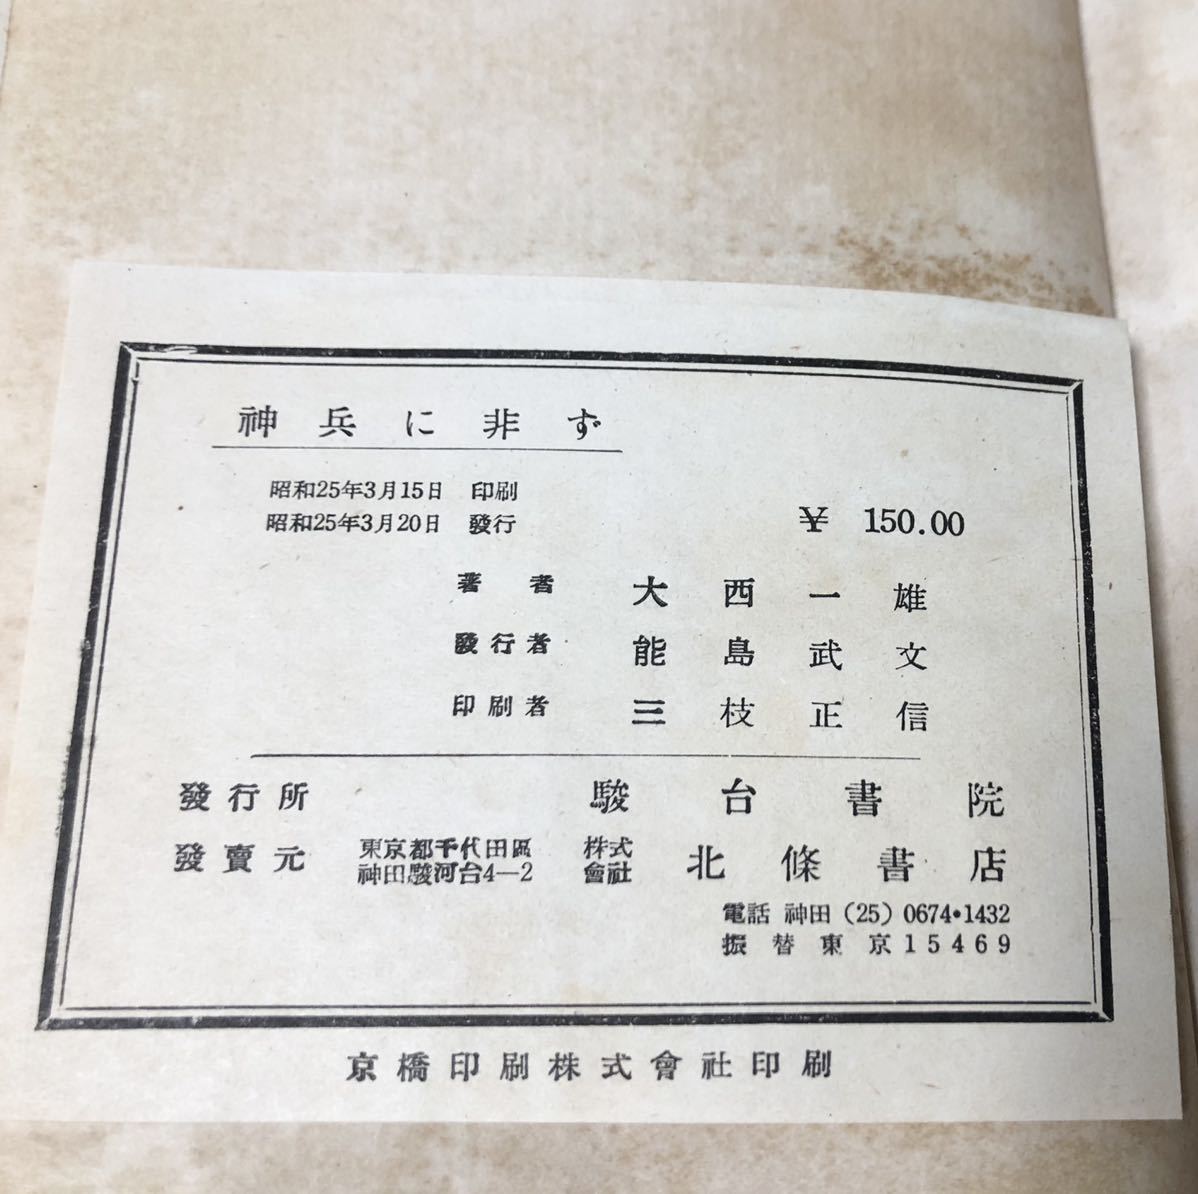 神兵に非ず
昭和25年3月15日 印刷
昭和25年3月20日 發行
¥ 150.00
著者 大西一雄
發行者 能島武文
印刷者 三枝正信
發行所 駿台書院
發賣元 東京都千代田區神田駿河台4—2 株式會社 北條書店
電話 神田 (25) 0674・1432
振替東京15469
京橋印刷株式會社印刷